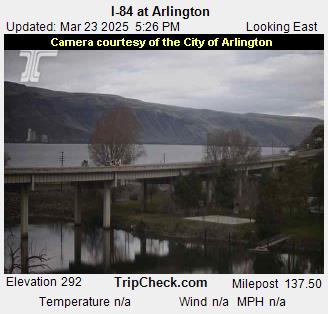 I-84 at Arlington
Updated: Mar 23 2025 5:26 PM Looking East
Camera courtesy of the City of Arlington
Elevation 292 TripCheck.com Milepost 137.50
Temperature n/a Wind n/a MPH n/a